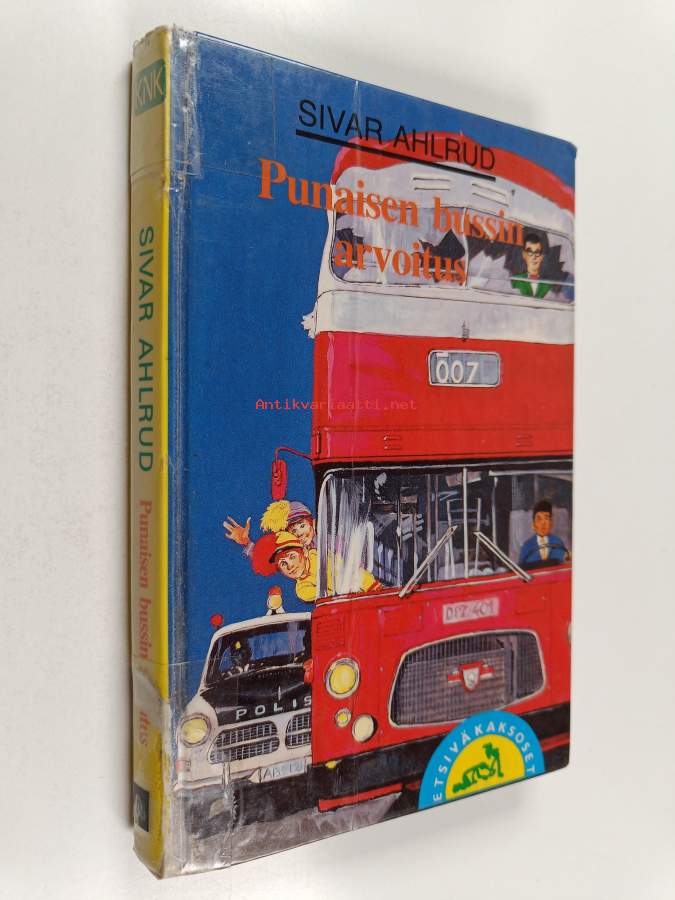 KNK
SIVAR AHLRUD
Punaisen bussin
SIVAR AHLRUD
Punaisen bussin
arvoitus
007
Antikvariaatti.net
POLIS
ETSIVÄKAKSOSET